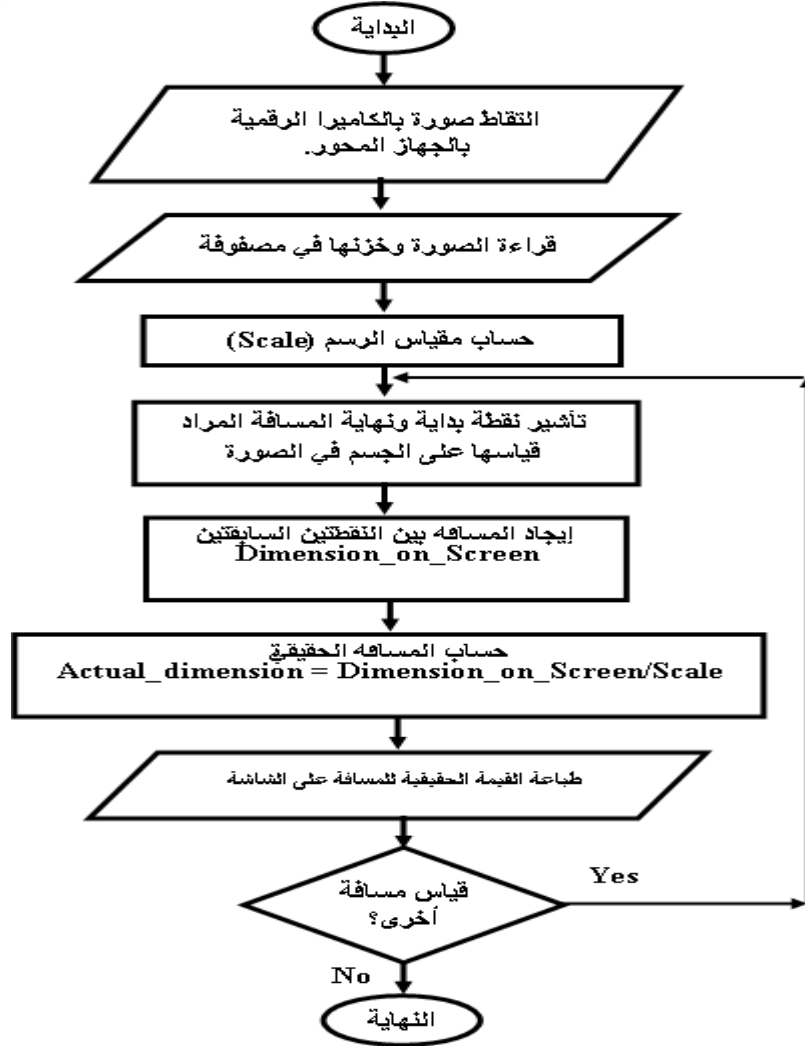 البداية
التقاط صورة بالكاميرا الرقمية
بالجهاز المحور.
قراءة الصورة وخزنها في مصفوفة
حساب مقياس الرسم (Scale)
تأشير نقطة بداية ونهاية المسافة المراد
قياسها على الجسم في الصورة
إيجاد المسافه بين النقطتين السابقتين
Dimension_on_Screen
حساب المسافه الحقيقية
Actual_dimension = Dimension_on_Screen/Scale
طباعة القيمة الحقيقية للمسافة على الشاشة
قياس مسافة
أخرى؟
Yes
No
النهاية